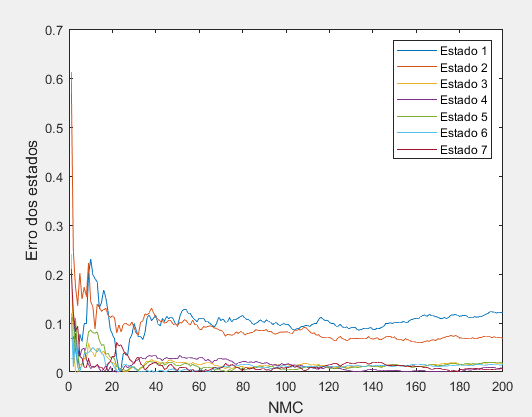 0.7
0.6
0.5
0.4
0.3
0.2
0.1
0
Erro dos estados
Estado 1
Estado 2
Estado 3
Estado 4
Estado 5
Estado 6
Estado 7
0 20 40 60 80 100 120 140 160 180 200
NMC